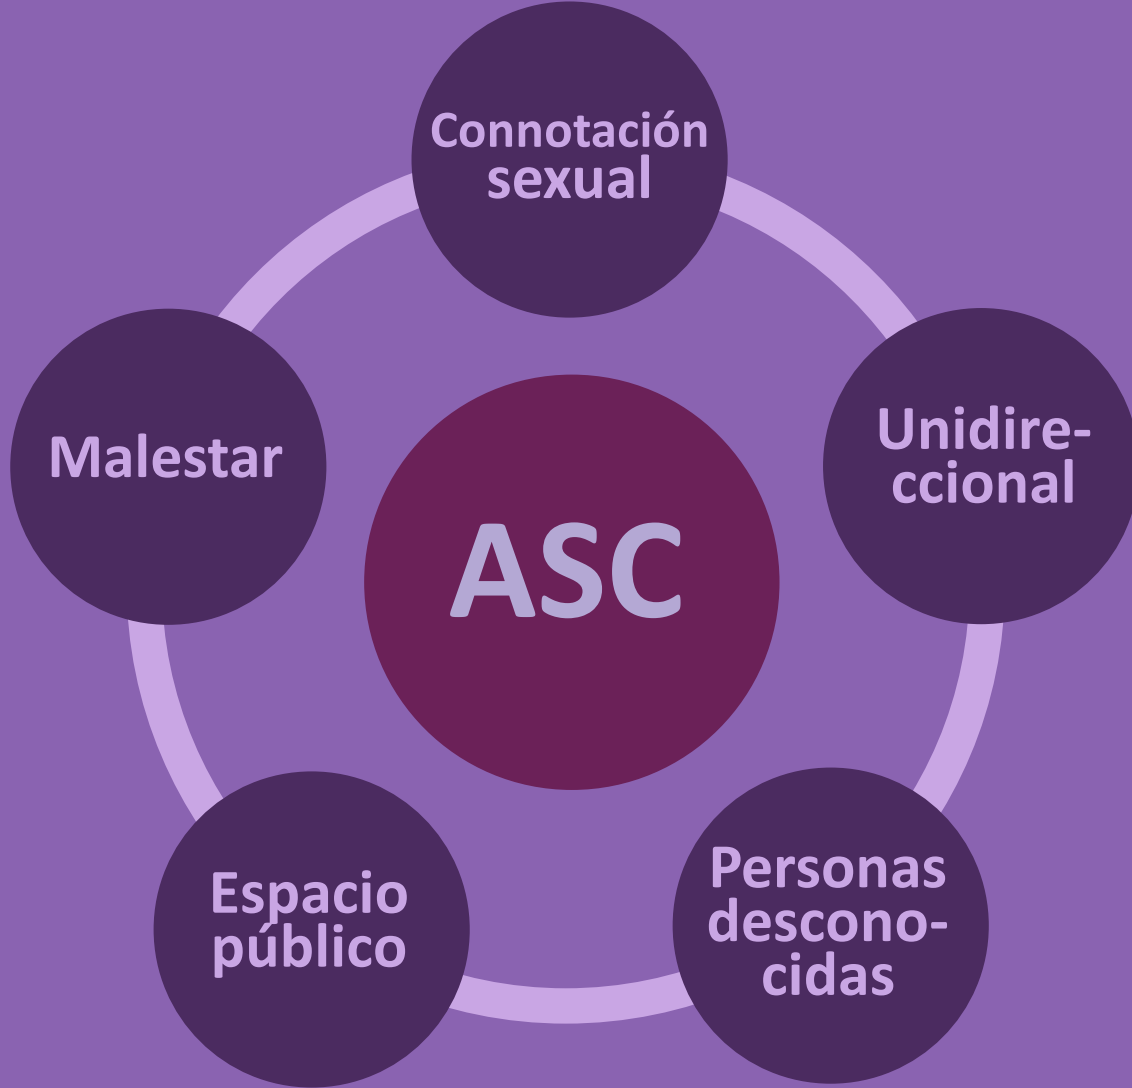 Connotación
sexual
Unidire-
ccional
Personas
descono-
cidas
Espacio
público
Malestar
ASC